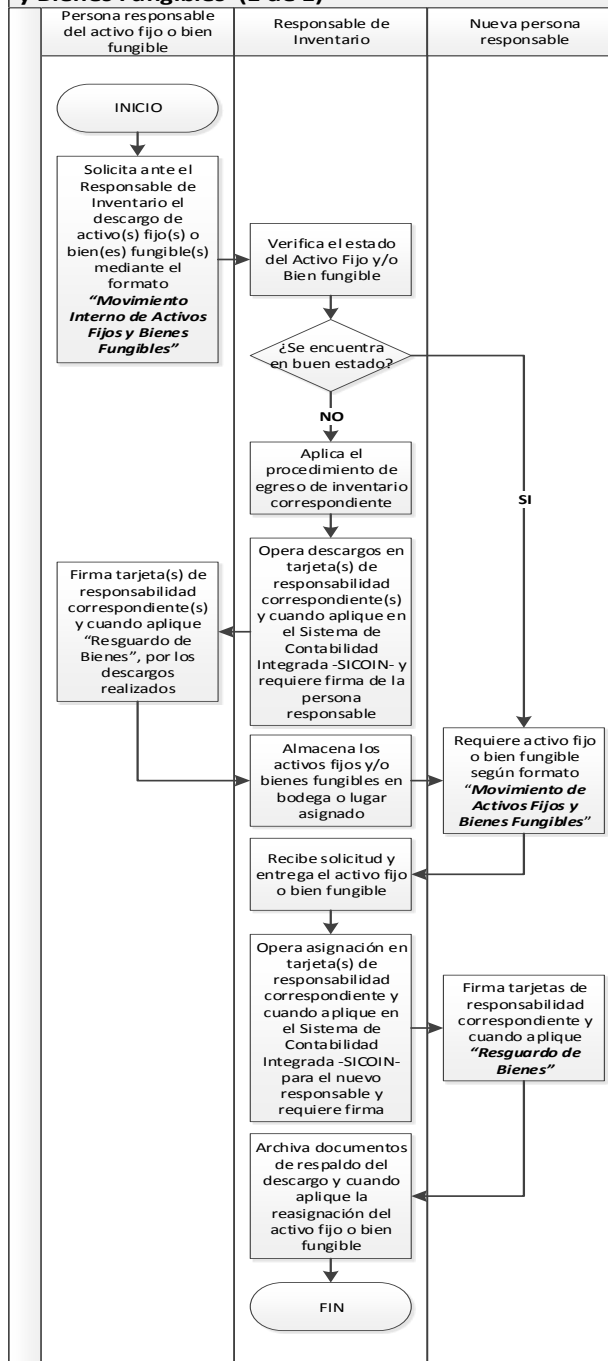 y Bienes Fungibles" (2 de 2)
Persona responsable
del activo fijo o bien
fungible
Responsable de
Inventario
Nueva persona
responsable
INICIO
Solicita ante el
Responsable de
Inventario el
descargo de
activo(s) fijo(s) o
bien(es) fungible(s)
mediante el
formato
“Movimiento
Interno de Activos
Fijos y Bienes
Fungibles”
Verifica el estado
del Activo Fijo y/o
Bien fungible
¿Se encuentra
en buen estado?
NO
SI
Aplica el
procedimiento de
egreso de inventario
correspondiente
Opera descargos en
tarjeta(s) de
responsabilidad
correspondiente(s)
y cuando aplique en
el Sistema de
Contabilidad
Integrada -SICOIN- y
requiere firma de la
persona
responsable
Firma tarjeta(s) de
responsabilidad
correspondiente(s)
y cuando aplique
“Resguardo de
Bienes”, por los
descargos
realizados
Almacena los
activos fijos y/o
bienes fungibles en
bodega o lugar
asignado
Requiere activo fijo
o bien fungible
según formato
“Movimiento de
Activos Fijos y
Bienes Fungibles”
Recibe solicitud y
entrega el activo fijo
o bien fungible
Opera asignación en
tarjeta(s) de
responsabilidad
correspondiente y
cuando aplique en
el Sistema de
Contabilidad
Integrada -SICOIN-
para el nuevo
responsable y
requiere firma
Firma tarjetas de
responsabilidad
correspondiente y
cuando aplique
“Resguardo de
Bienes”
Archiva documentos
de respaldo del
descargo y cuando
aplique la
reasignación del
activo fijo o bien
fungible
FIN